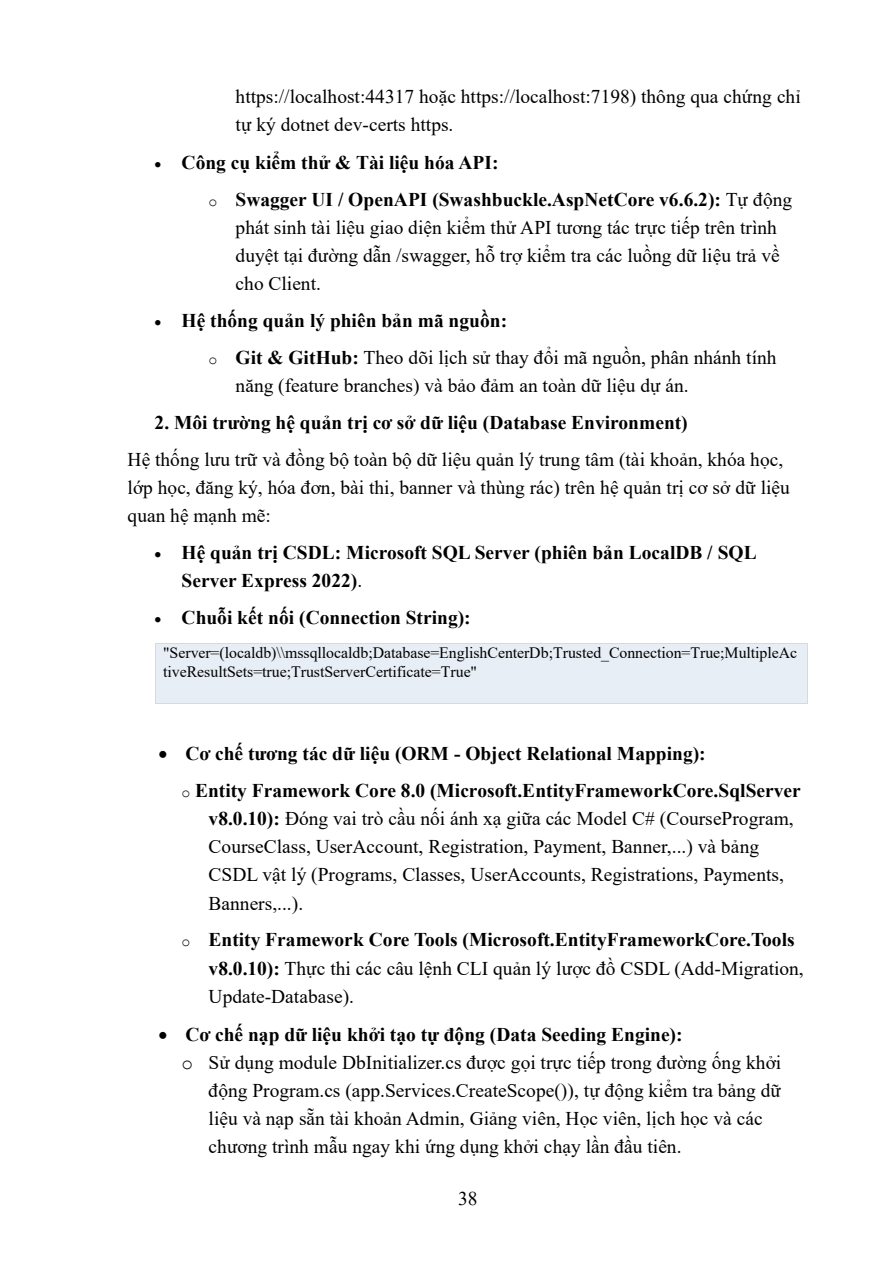 https://localhost:44317 hoặc https://localhost:7198) thông qua chứng chỉ
tự ký dotnet dev-certs https.
• Công cụ kiểm thử & Tài liệu hóa API:
o Swagger UI / OpenAPI (Swashbuckle.AspNetCore v6.6.2): Tự động
phát sinh tài liệu giao diện kiểm thử API tương tác trực tiếp trên trình
duyệt tại đường dẫn /swagger, hỗ trợ kiểm tra các luồng dữ liệu trả về
cho Client.
• Hệ thống quản lý phiên bản mã nguồn:
o Git & GitHub: Theo dõi lịch sử thay đổi mã nguồn, phân nhánh tính
năng (feature branches) và bảo đảm an toàn dữ liệu dự án.
2. Môi trường hệ quản trị cơ sở dữ liệu (Database Environment)
Hệ thống lưu trữ và đồng bộ toàn bộ dữ liệu quản lý trung tâm (tài khoản, khóa học,
lớp học, đăng ký, hóa đơn, bài thi, banner và thùng rác) trên hệ quản trị cơ sở dữ liệu
quan hệ mạnh mẽ:
• Hệ quản trị CSDL: Microsoft SQL Server (phiên bản LocalDB / SQL
Server Express 2022).
• Chuỗi kết nối (Connection String):
"Server=(localdb)\\mssqllocaldb;Database=EnglishCenterDb;Trusted_Connection=True;MultipleAc
tiveResultSets=true;TrustServerCertificate=True"
• Cơ chế tương tác dữ liệu (ORM - Object Relational Mapping):
o Entity Framework Core 8.0 (Microsoft.EntityFrameworkCore.SqlServer
v8.0.10): Đóng vai trò cầu nối ánh xạ giữa các Model C# (CourseProgram,
CourseClass, UserAccount, Registration, Payment, Banner,...) và bảng
CSDL vật lý (Programs, Classes, UserAccounts, Registrations, Payments,
Banners,...).
o Entity Framework Core Tools (Microsoft.EntityFrameworkCore.Tools
v8.0.10): Thực thi các câu lệnh CLI quản lý lược đồ CSDL (Add-Migration,
Update-Database).
• Cơ chế nạp dữ liệu khởi tạo tự động (Data Seeding Engine):
o Sử dụng module DbInitializer.cs được gọi trực tiếp trong đường ống khởi
động Program.cs (app.Services.CreateScope()), tự động kiểm tra bảng dữ
liệu và nạp sẵn tài khoản Admin, Giảng viên, Học viên, lịch học và các
chương trình mẫu ngay khi ứng dụng khởi chạy lần đầu tiên.
38